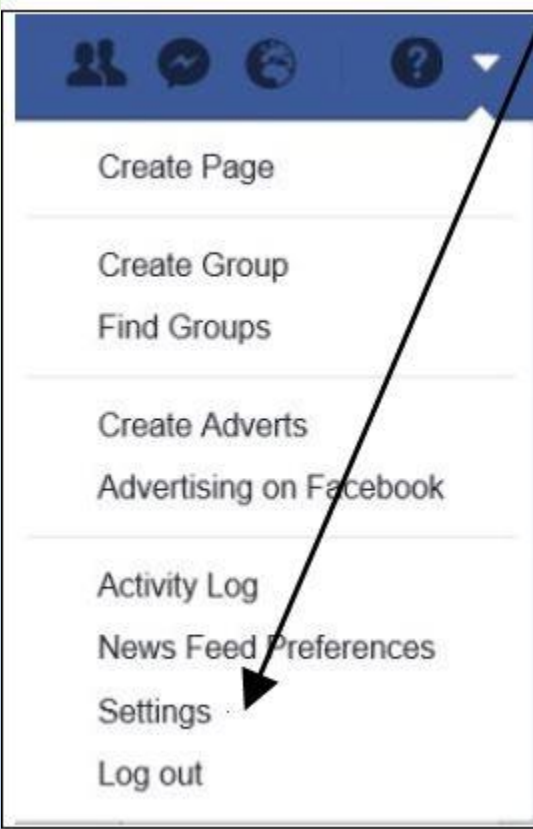 Create Page
Create Group
Find Groups
Create Adverts
Advertising on Facebook
Activity Log
News Feed Preferences
Settings
Log out